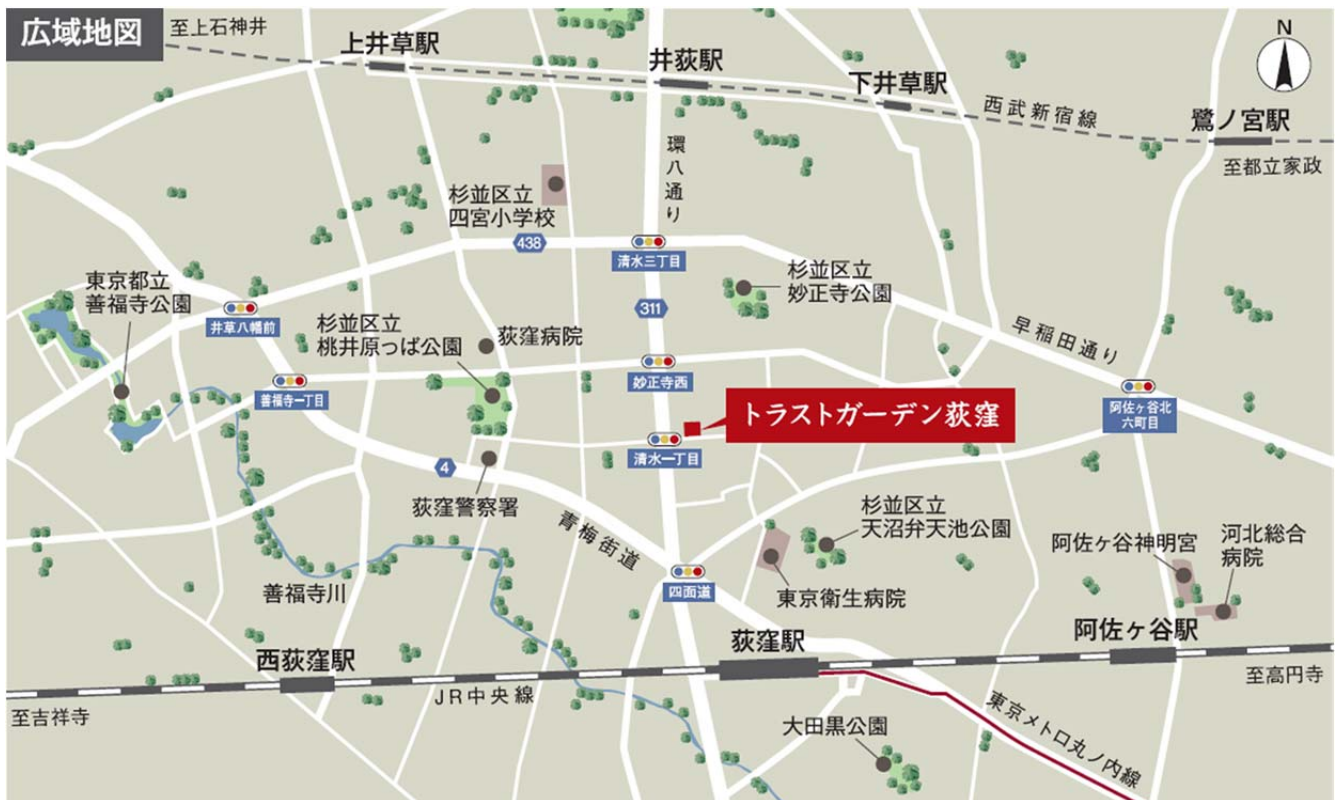 広域地図
至上石神井
上井草駅
井荻駅
下井草駅
西武新宿線
鷺ノ宮駅
至都立家政
N
環八通り
杉並区立
四宮小学校
438
清水三丁目
東京都立
善福寺公園
井草八幡前
杉並区立
妙正寺公園
311
杉並区立
桃井原っぱ公園
荻窪病院
早稲田通り
善福寺一丁目
妙正寺西
阿佐ヶ谷北
六町目
トラストガーデン荻窪
清水一丁目
4
荻窪警察署
青梅街道
杉並区立
天沼弁天池公園
阿佐ヶ谷神明宮
河北総合
病院
善福寺川
四面道
東京衛生病院
西荻窪駅
荻窪駅
阿佐ヶ谷駅
至吉祥寺
JR中央線
至高円寺
大田黒公園
東京メトロ丸ノ内線